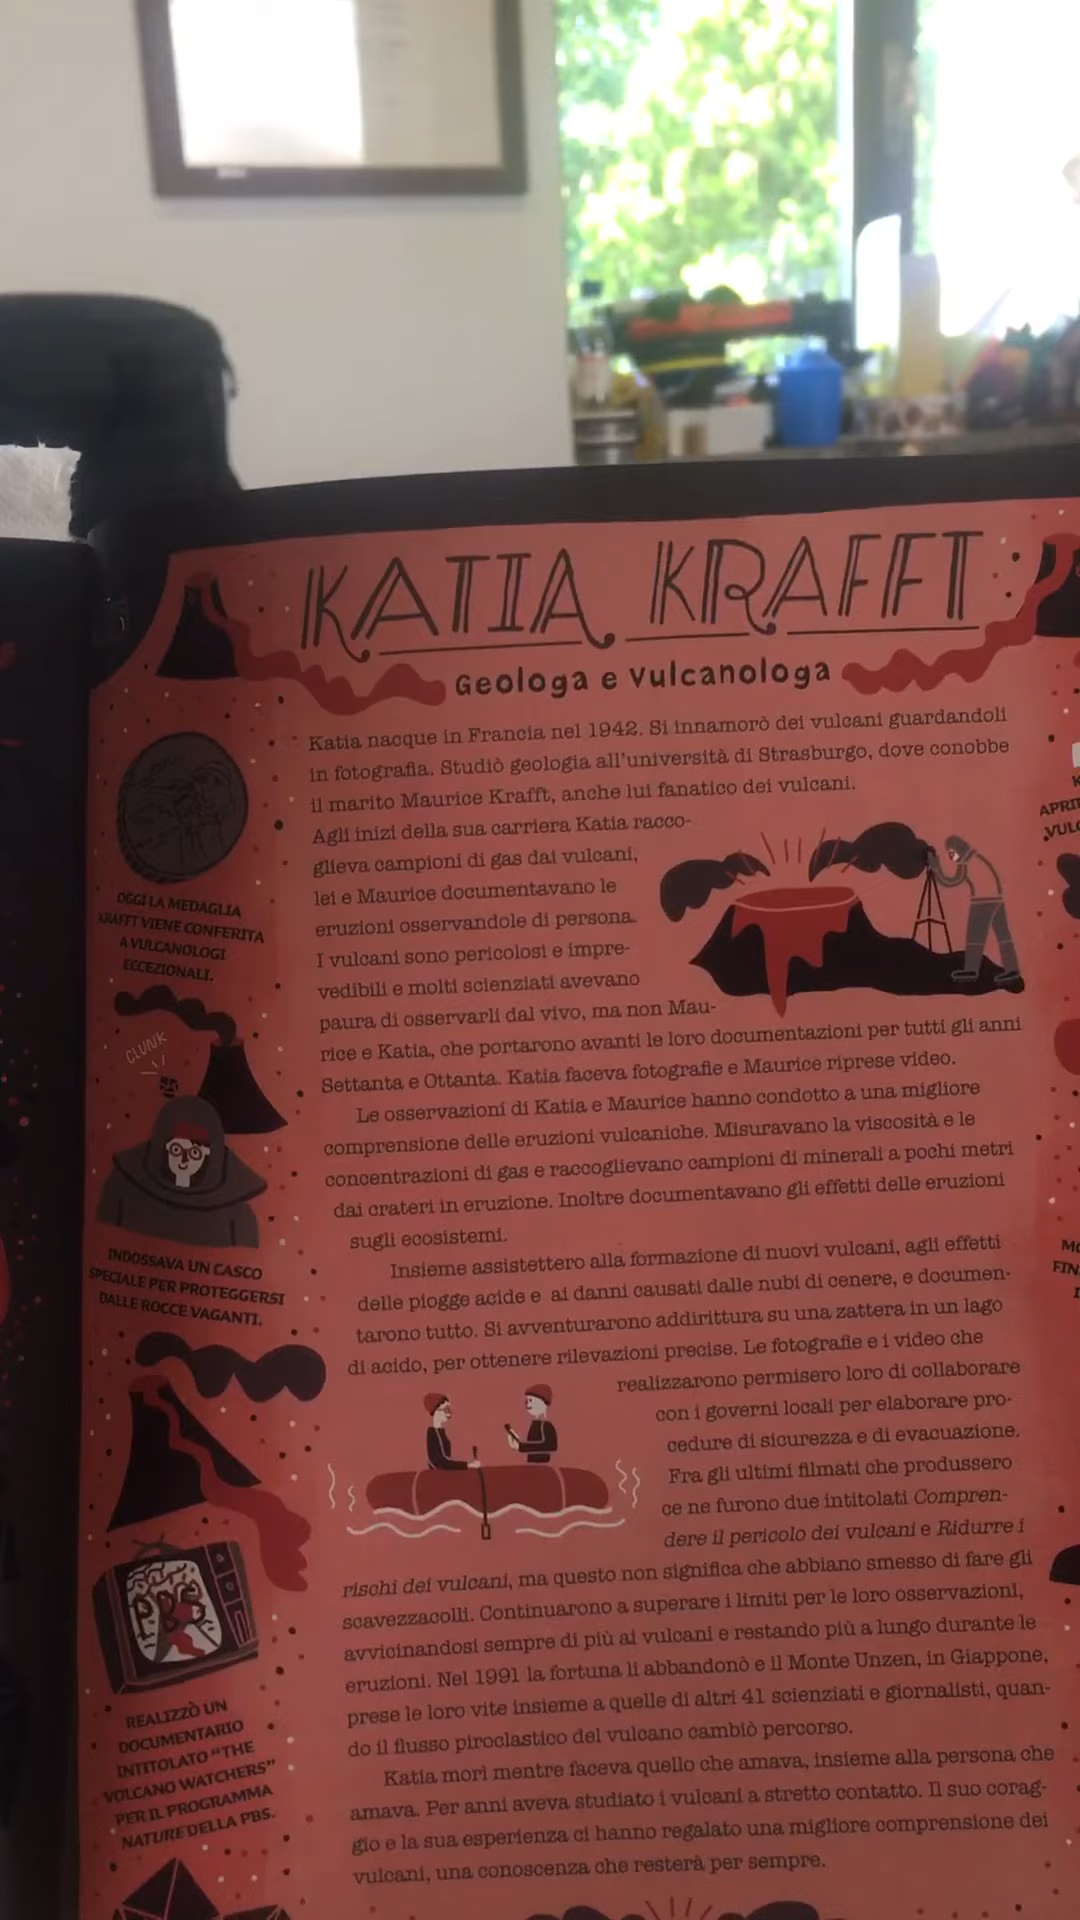 KATIA KRAFFT
Geologa e Vulcanologa
Katia nacque in Francia nel 1942. Si innamorò dei vulcani guardandoli
in fotografia. Studiò geologia all'università di Strasburgo, dove conobbe
il marito Maurice Krafft, anche lui fanatico dei vulcani.
Agli inizi della sua carriera Katia racco-
glieva campioni di gas dai vulcani,
lei e Maurice documentavano le
eruzioni osservandole di persona.
I vulcani sono pericolosi e impre-
vedibili e molti scienziati avevano
paura di osservarli dal vivo, ma non Mau-
rice e Katia, che portarono avanti le loro documentazioni per tutti gli anni
Settanta e Ottanta. Katia faceva fotografie e Maurice riprese video.
Le osservazioni di Katia e Maurice hanno condotto a una migliore
comprensione delle eruzioni vulcaniche. Misuravano la viscosità e le
concentrazioni di gas e raccoglievano campioni di minerali a pochi metri
dai crateri in eruzione. Inoltre documentavano gli effetti delle eruzioni
sugli ecosistemi.
Insieme assistettero alla formazione di nuovi vulcani, agli effetti
delle piogge acide e ai danni causati dalle nubi di cenere, e documen-
tarono tutto. Si avventurarono addirittura su una zattera in un lago
di acido, per ottenere rilevazioni precise. Le fotografie e i video che
realizzarono permisero loro di collaborare
con i governi locali per elaborare pro-
cedure di sicurezza e di evacuazione.
Fra gli ultimi filmati che produssero
ce ne furono due intitolati Compren-
dere il pericolo dei vulcani e Ridurre i
rischi dei vulcani, ma questo non significa che abbiano smesso di fare gli
scavezzacolli. Continuarono a superare i limiti per le loro osservazioni,
avvicinandosi sempre di più ai vulcani e restando più a lungo durante le
eruzioni. Nel 1991 la fortuna li abbandonò e il Monte Unzen, in Giappone,
prese le loro vite insieme a quelle di altri 41 scienziati e giornalisti, quan-
do il flusso piroclastico del vulcano cambiò percorso.
Katia morì mentre faceva quello che amava, insieme alla persona che
amava. Per anni aveva studiato i vulcani a stretto contatto. Il suo corag-
gio e la sua esperienza ci hanno regalato una migliore comprensione dei
vulcani, una conoscenza che resterà per sempre.
OGGI LA MEDAGLIA
KRAFFT VIENE CONFERITA
A VULCANOLOGI
ECCEZIONALI.
CLUNK
INDOSSAVA UN CASCO
SPECIALE PER PROTEGGERSI
DALLE ROCCE VAGANTI.
PBS
REALIZZÒ UN
DOCUMENTARIO
INTITOLATO "THE
VOLCANO WATCHERS"
PER IL PROGRAMMA
NATURE DELLA PBS.